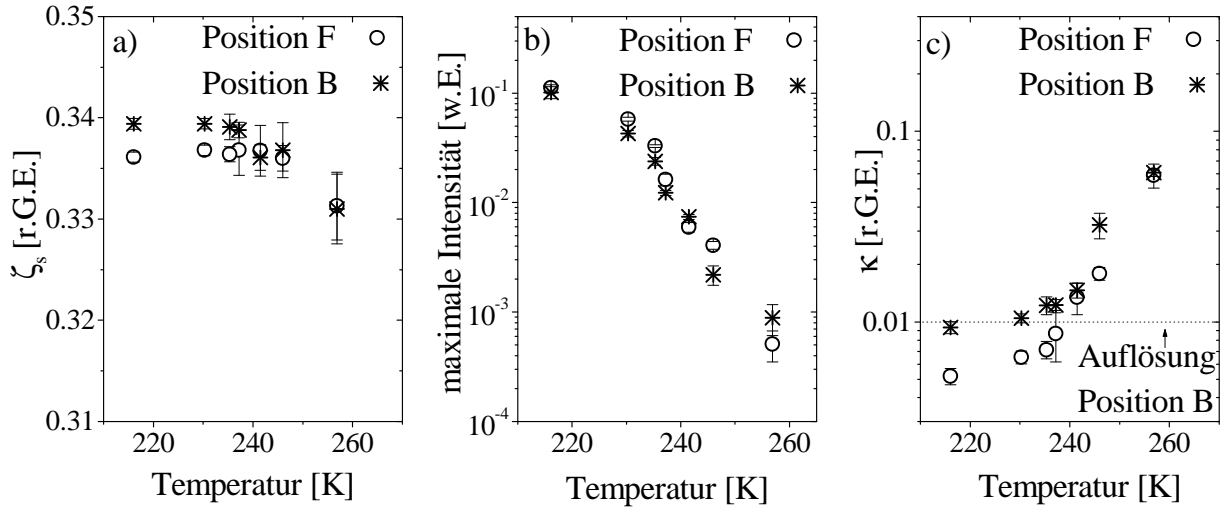 a)
Position F
Position B
0.35
0.34
0.33
0.32
0.31
ζs [r.G.E.]
220
240
260
Temperatur [K]
b)
Position F
Position B
10-1
10-2
10-3
10-4
maximale Intensität [w.E.]
220
240
260
Temperatur [K]
c)
Position F
Position B
0.1
0.01
κ [r.G.E.]
Auflösung
Position B
220
240
260
Temperatur [K]